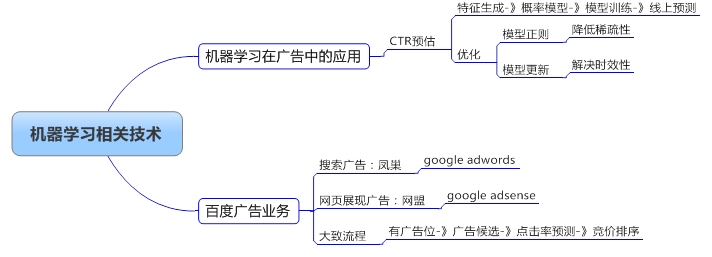 机器学习相关技术
机器学习在广告中的应用
CTR预估
特征生成-》概率模型-》模型训练-》线上预测
优化
模型正则
降低稀疏性
模型更新
解决时效性
百度广告业务
搜索广告：凤巢
google adwords
网页展现广告：网盟
google adsense
大致流程
有广告位-》广告候选-》点击率预测-》竞价排序